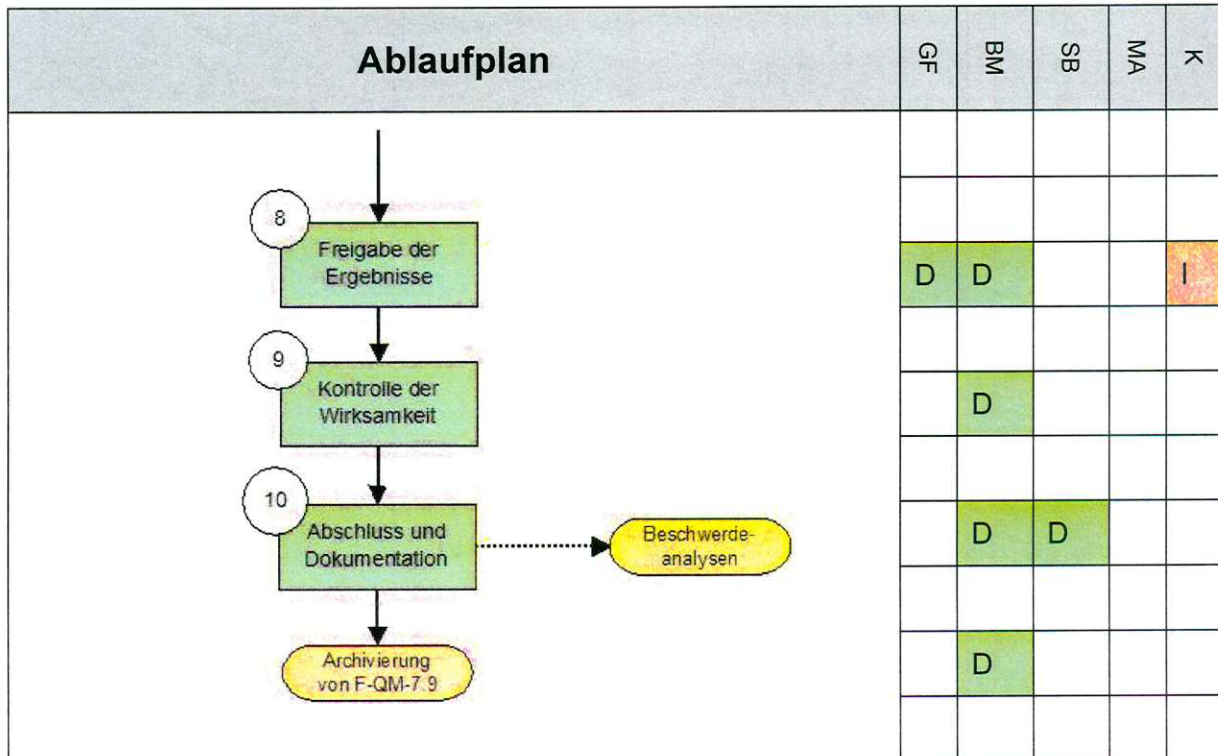 Ablaufplan
GF
BM
SB
MA
K
8
Freigabe der
Ergebnisse
D
D
I
9
Kontrolle der
Wirksamkeit
D
10
Abschluss und
Dokumentation
Beschwerde-
analysen
D
D
Archivierung
von F-QM-7.9
D